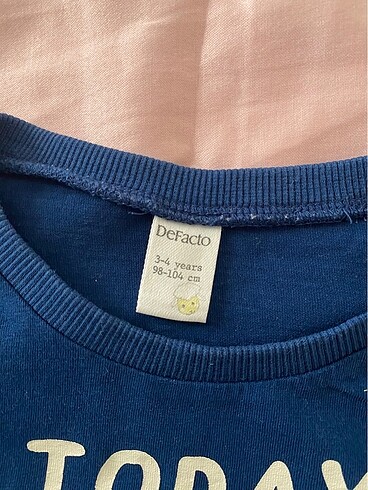 DeFacto
3-4 years
98-104 cm
TODAY